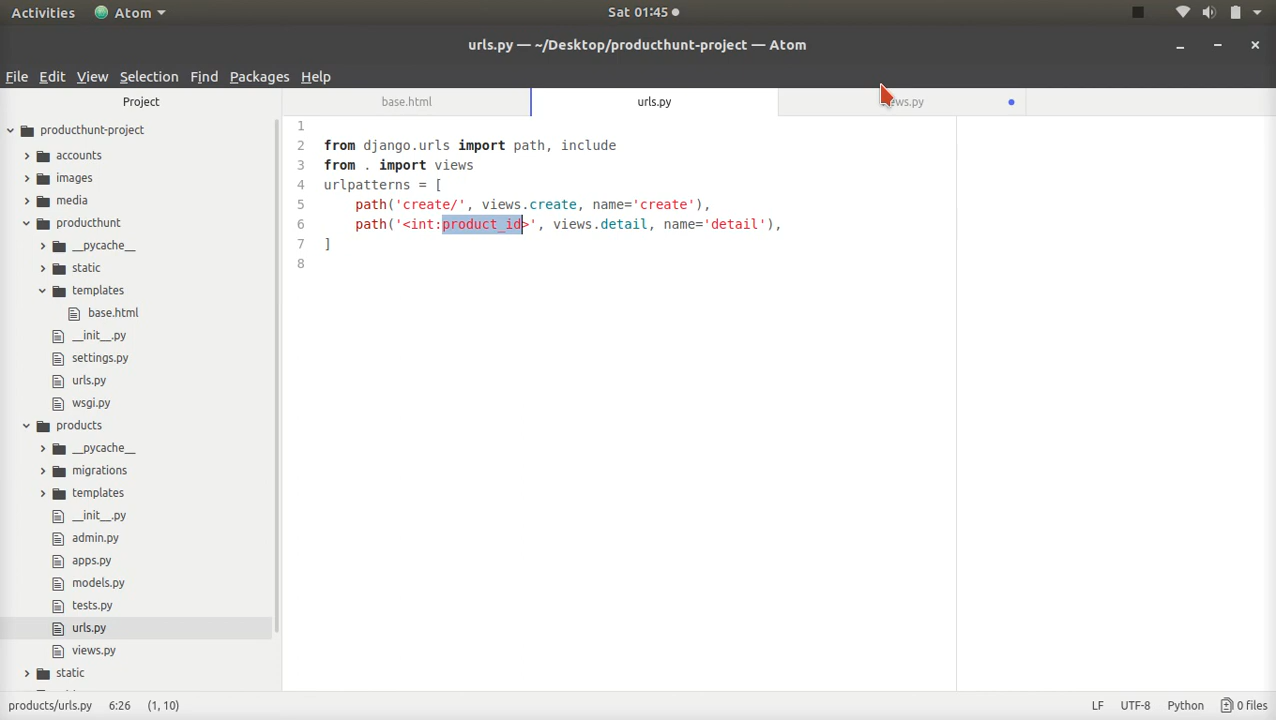 Activities Atom Sat 01:45
urls.py — ~/Desktop/producthunt-project — Atom
File Edit View Selection Find Packages Help
Project
base.html urls.py
producthunt-project
accounts
images
media
producthunt
__pycache__
static
templates
base.html
__init__.py
settings.py
urls.py
wsgi.py
products
__pycache__
migrations
templates
__init__.py
admin.py
apps.py
models.py
tests.py
urls.py
views.py
static
1
2 from django.urls import path, include
3 from . import views
4 urlpatterns = [
5 path('create/', views.create, name='create'),
6 path('<int:product_id>', views.detail, name='detail'),
7 ]
8
products/urls.py 6:26 (1, 10) LF UTF-8 Python 0 files